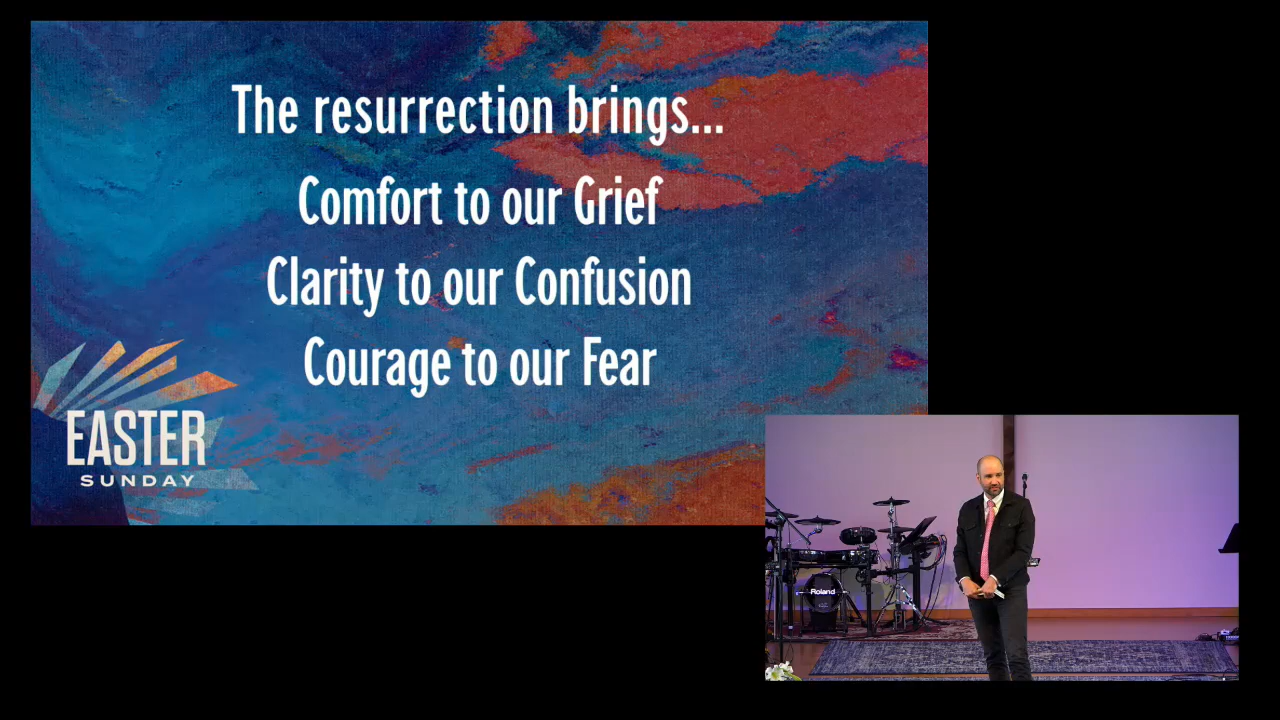 The resurrection brings...
Comfort to our Grief
Clarity to our Confusion
Courage to our Fear
EASTER
SUNDAY
Roland